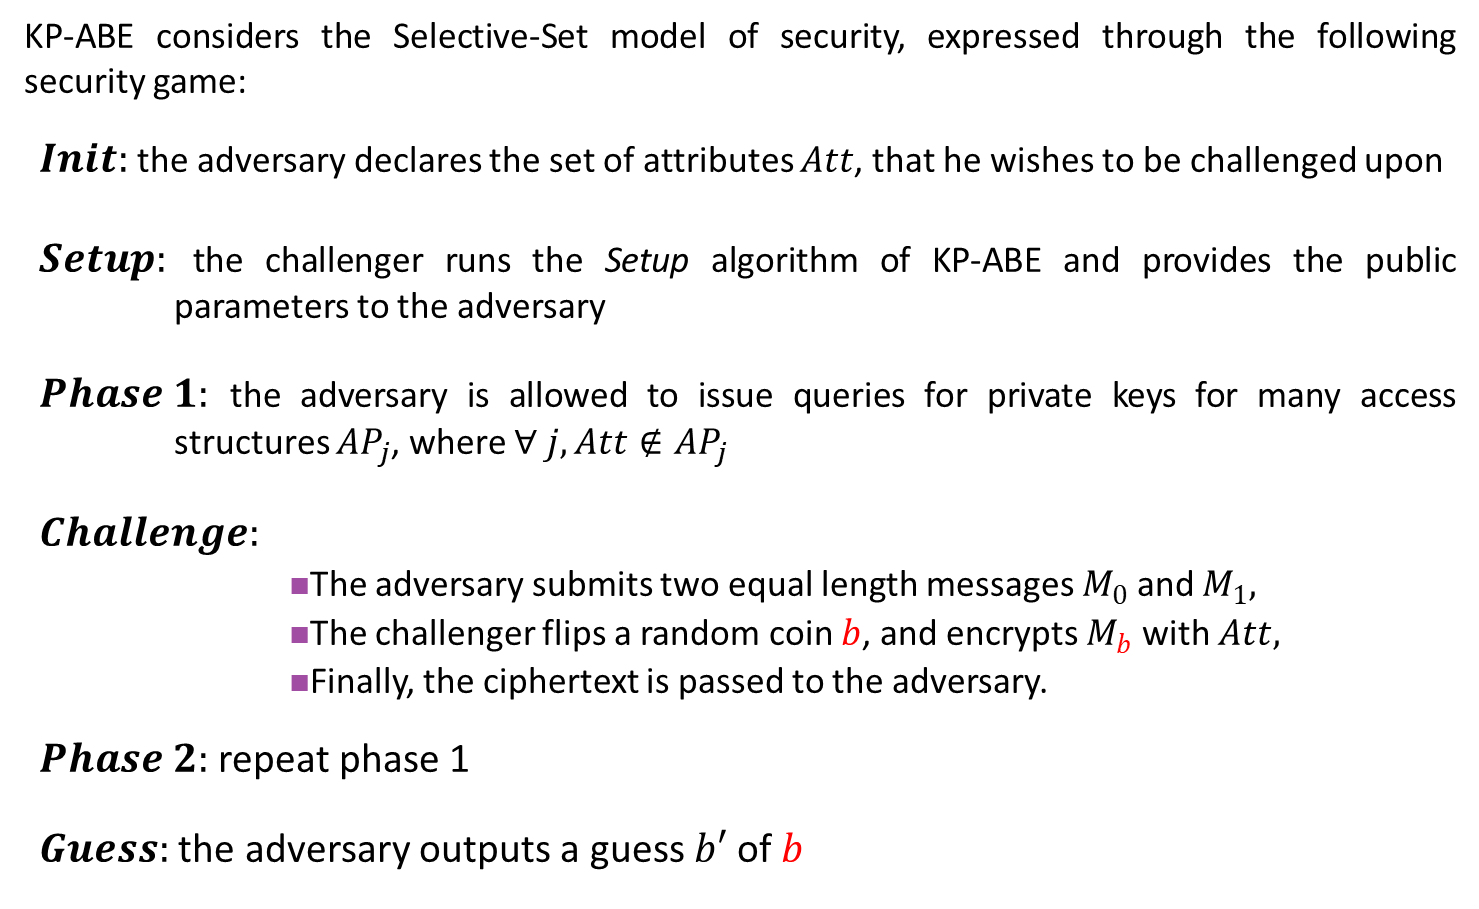 KP-ABE considers the Selective-Set model of security, expressed through the following
security game:
Init: the adversary declares the set of attributes Att, that he wishes to be challenged upon
Setup: the challenger runs the Setup algorithm of KP-ABE and provides the public
parameters to the adversary
Phase 1: the adversary is allowed to issue queries for private keys for many access
structures APⱼ, where ∀ j, Att ∉ APⱼ
Challenge:
■The adversary submits two equal length messages M₀ and M₁,
■The challenger flips a random coin b, and encrypts M_b with Att,
■Finally, the ciphertext is passed to the adversary.
Phase 2: repeat phase 1
Guess: the adversary outputs a guess b′ of b